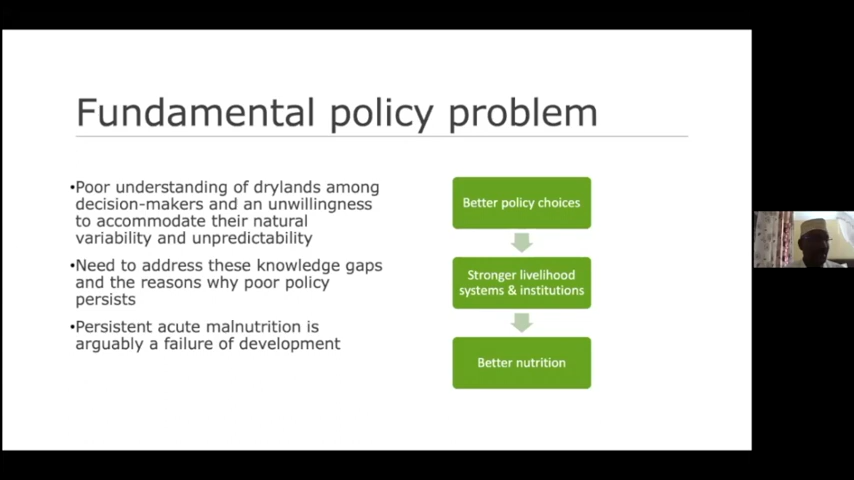 Fundamental policy problem
•Poor understanding of drylands among
decision-makers and an unwillingness
to accommodate their natural
variability and unpredictability
•Need to address these knowledge gaps
and the reasons why poor policy
persists
•Persistent acute malnutrition is
arguably a failure of development
Better policy choices
Stronger livelihood
systems & institutions
Better nutrition